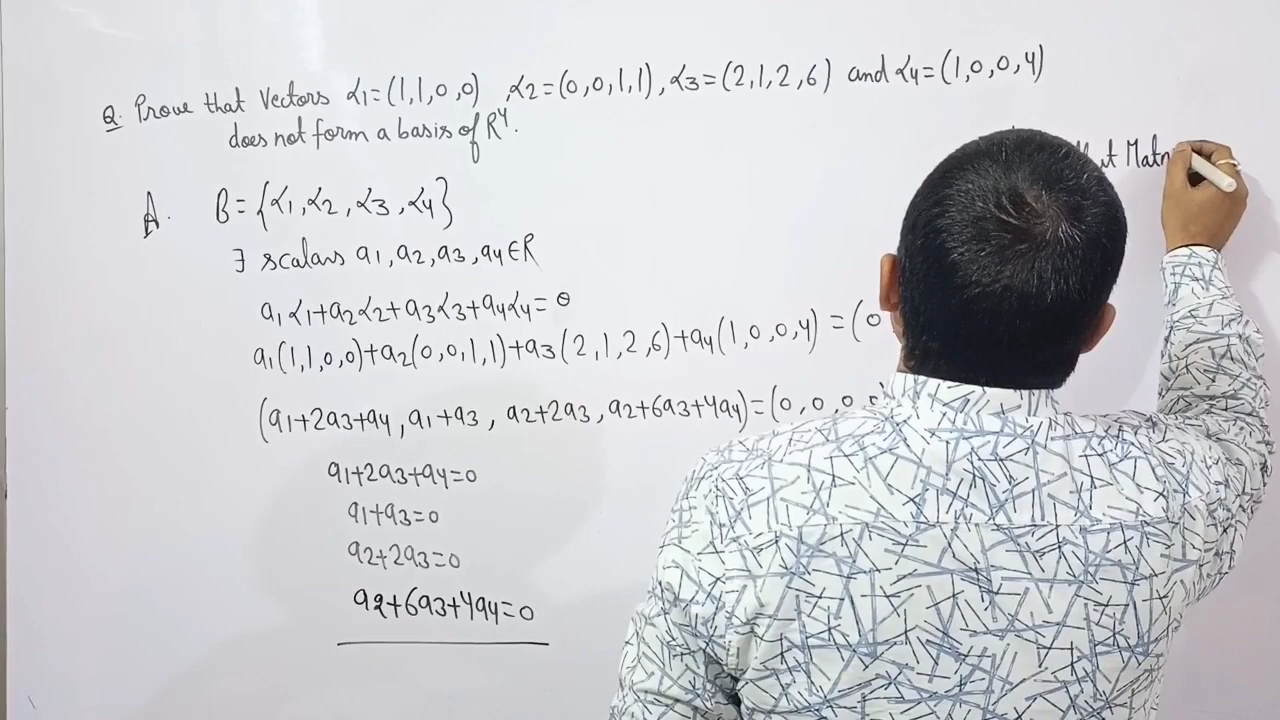 Q. Prove that Vectors α1=(1,1,0,0) ,α2=(0,0,1,1), α3=(2,1,2,6) and α4=(1,0,0,4)
does not form a basis of R⁴.
Matr
A. B={α1,α2,α3,α4}
∃ scalars a1,a2,a3,a4∈R
a1α1+a2α2+a3α3+a4α4=0
a1(1,1,0,0)+a2(0,0,1,1)+a3(2,1,2,6)+a4(1,0,0,4)=(0
(a1+2a3+a4,a1+a3, a2+2a3,a2+6a3+4a4)=(0,0,0,0
a1+2a3+a4=0
a1+a3=0
a2+2a3=0
a2+6a3+4a4=0